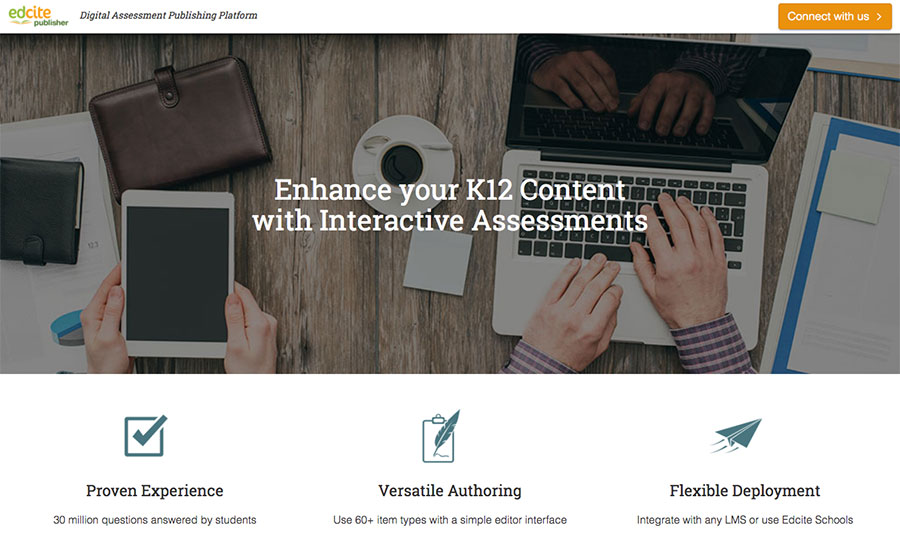 edcite
publisher
Digital Assessment Publishing Platform
Connect with us
Enhance your K12 Content
with Interactive Assessments
Proven Experience
Versatile Authoring
Flexible Deployment
30 million questions answered by students
Use 60+ item types with a simple editor interface
Integrate with any LMS or use Edcite Schools